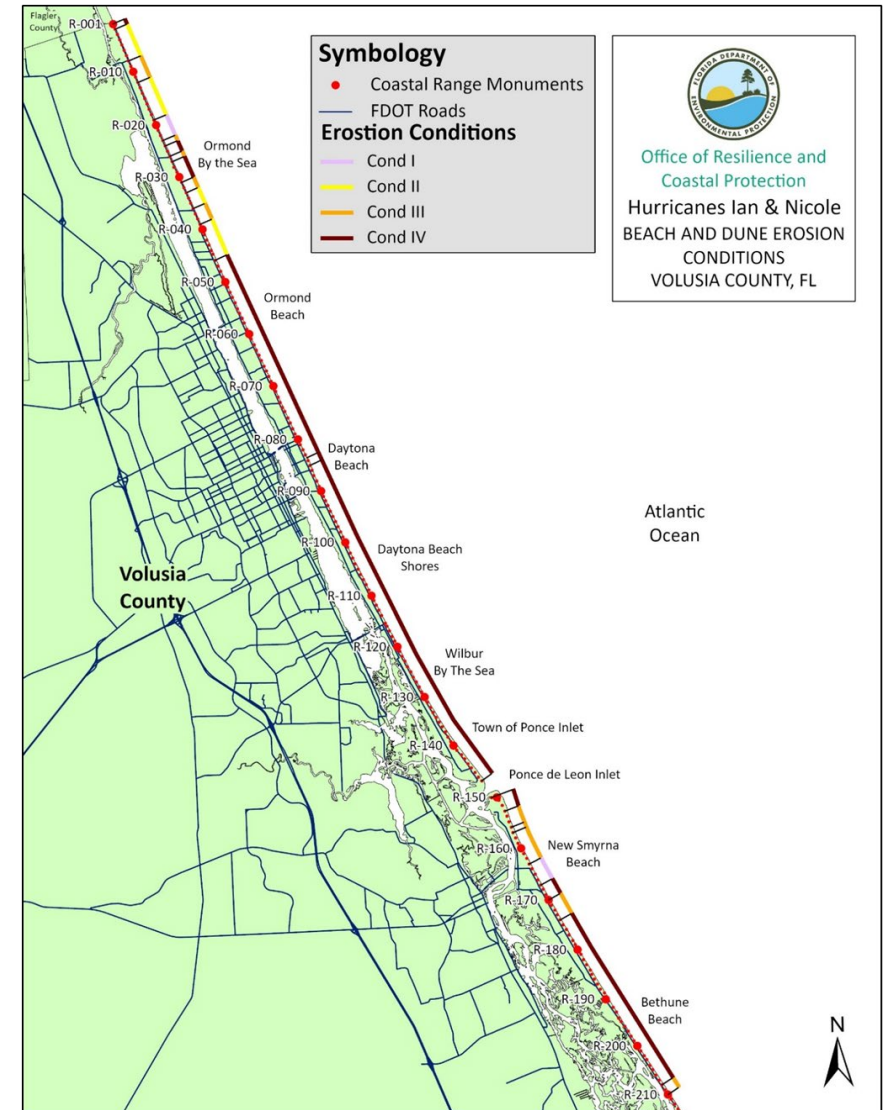 Flagler
County
R-001
R-010
R-020
R-030
R-040
R-050
R-060
R-070
R-080
R-090
R-100
R-110
R-120
R-130
R-140
R-150
R-160
R-170
R-180
R-190
R-200
R-210
Ormond
By the Sea
Ormond
Beach
Daytona
Beach
Daytona Beach
Shores
Wilbur
By The Sea
Town of Ponce Inlet
Ponce de Leon Inlet
New Smyrna
Beach
Bethune
Beach
Volusia
County
Atlantic
Ocean
Symbology
Coastal Range Monuments
FDOT Roads
Erostion Conditions
Cond I
Cond II
Cond III
Cond IV
FLORIDA DEPARTMENT OF
ENVIRONMENTAL PROTECTION
Office of Resilience and
Coastal Protection
Hurricanes Ian & Nicole
BEACH AND DUNE EROSION
CONDITIONS
VOLUSIA COUNTY, FL
N